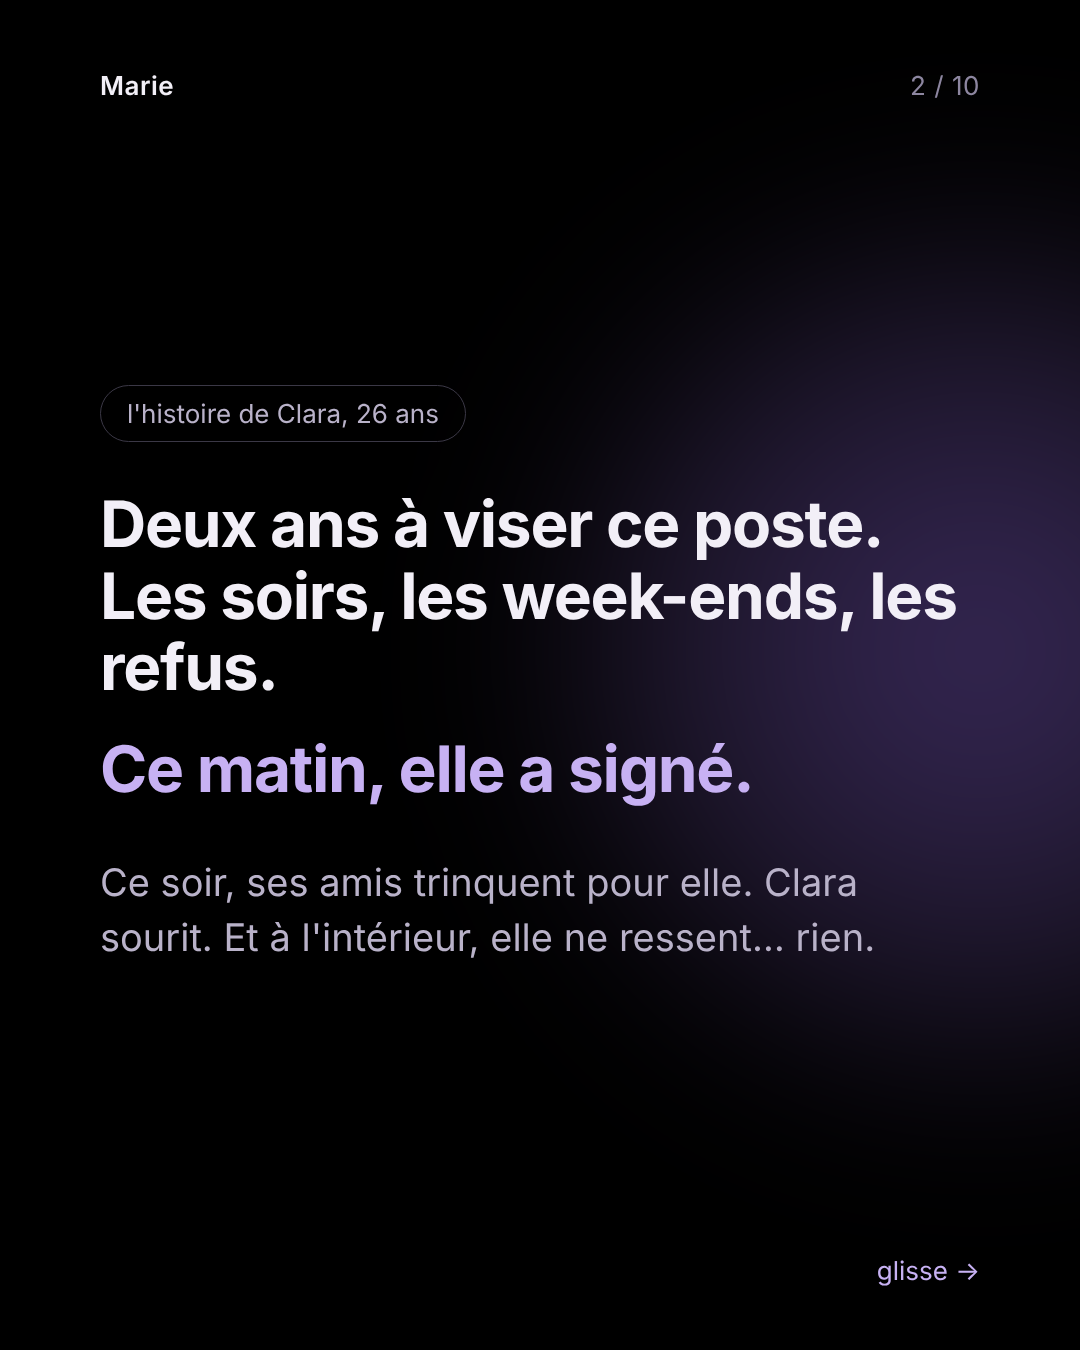 Marie
2 / 10
l'histoire de Clara, 26 ans
Deux ans à viser ce poste.
Les soirs, les week-ends, les
refus.
Ce matin, elle a signé.
Ce soir, ses amis trinquent pour elle. Clara
sourit. Et à l'intérieur, elle ne ressent... rien.
glisse →